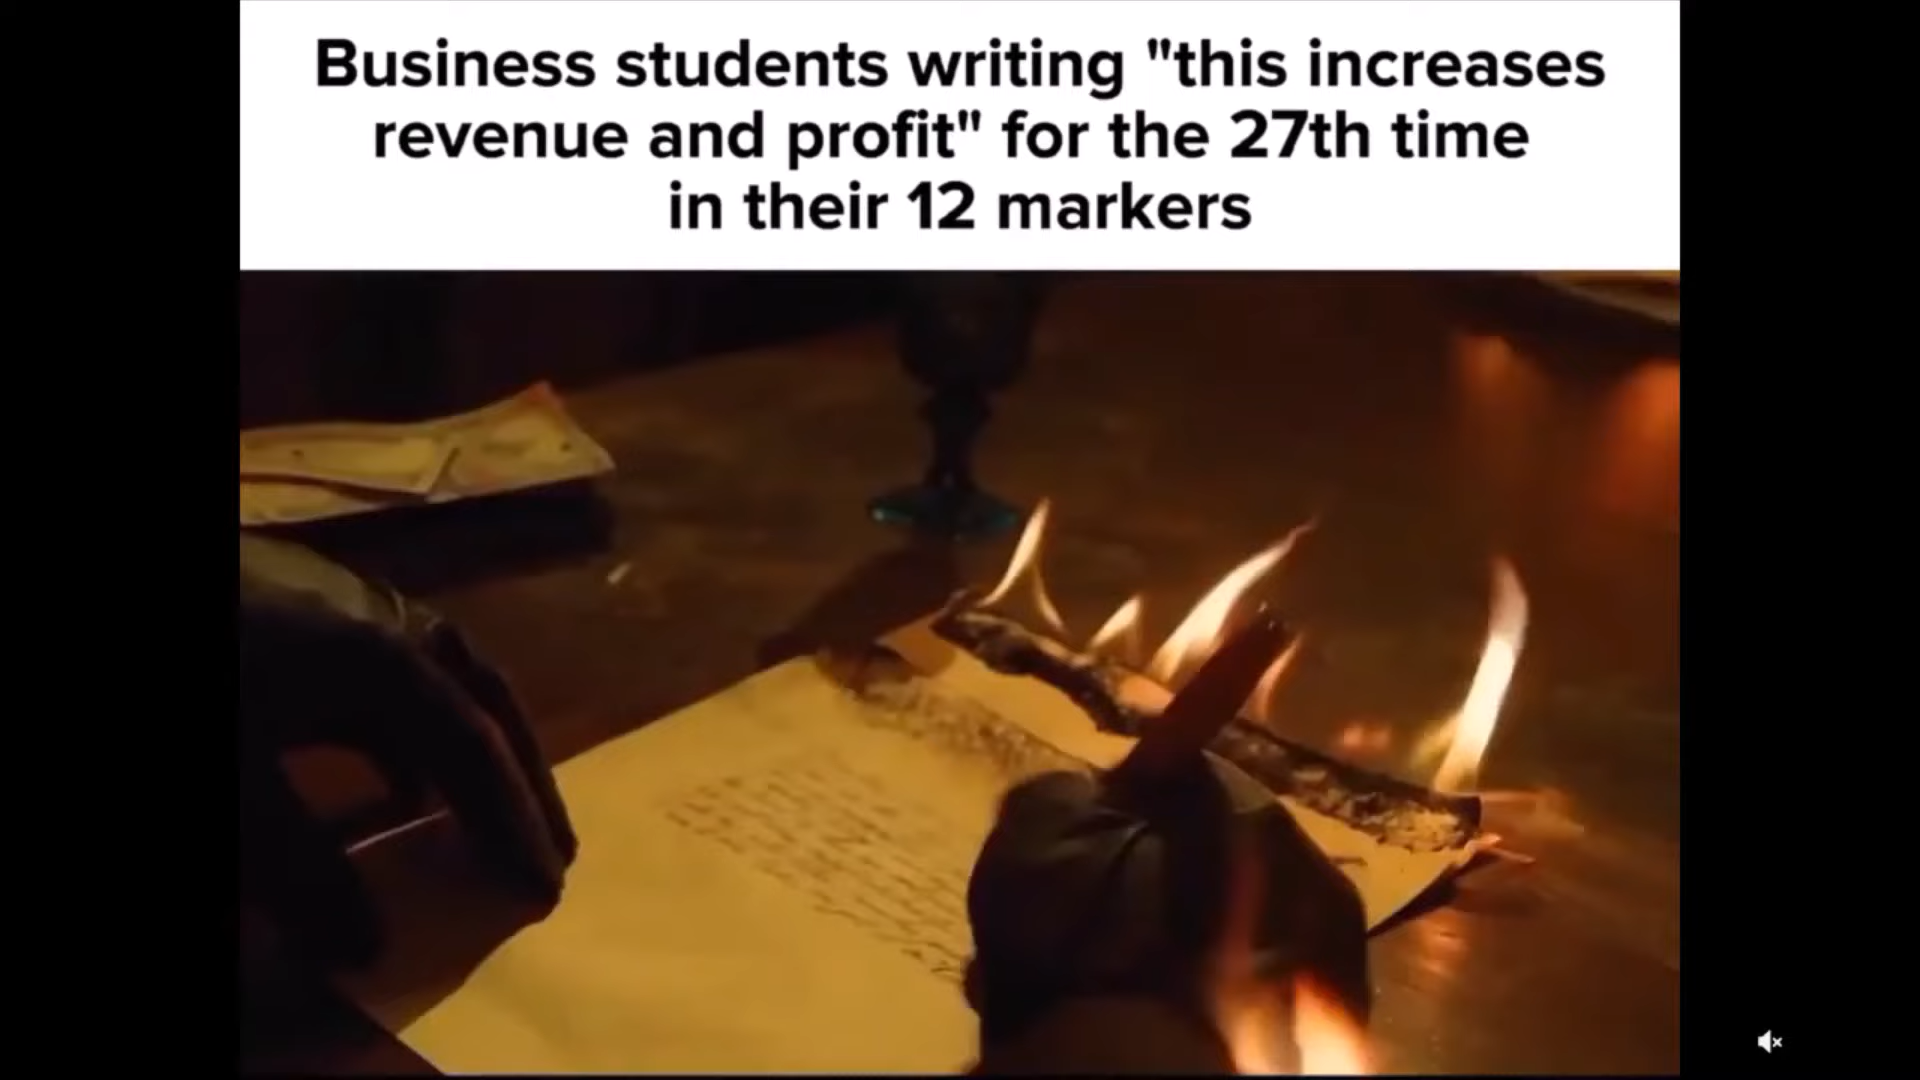 Business students writing "this increases
revenue and profit" for the 27th time
in their 12 markers